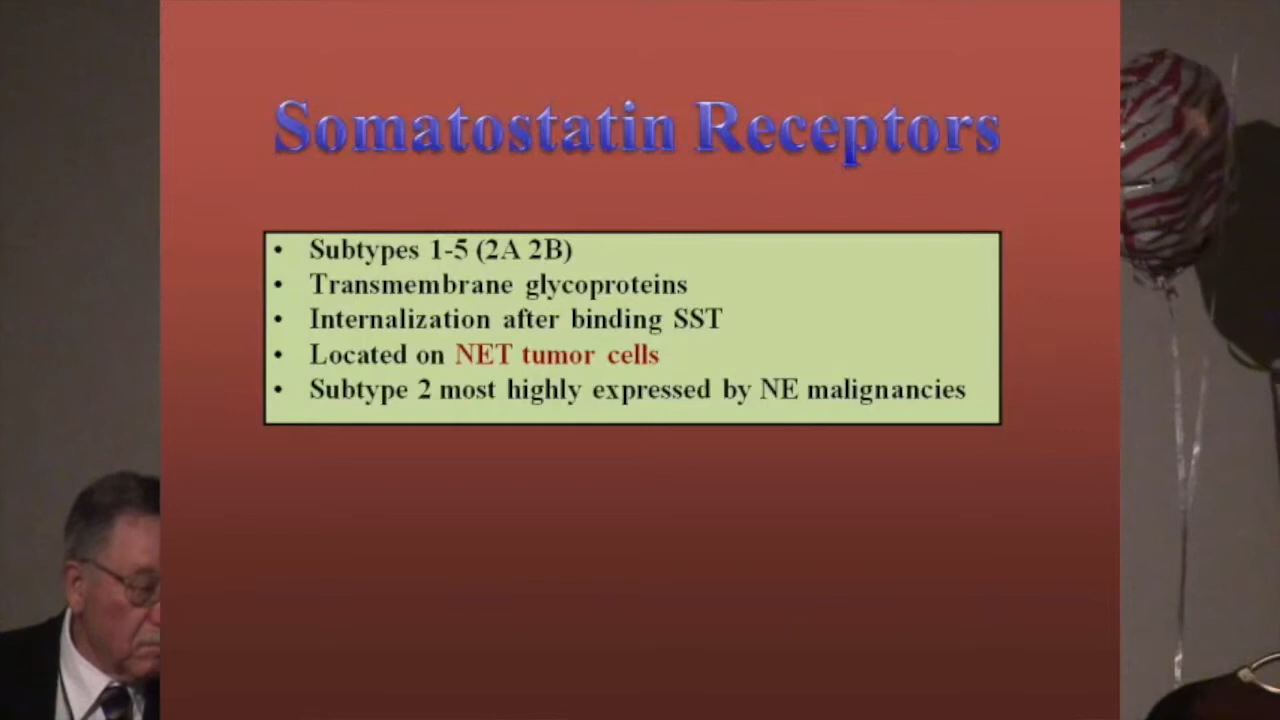 Somatostatin Receptors
• Subtypes 1-5 (2A 2B)
• Transmembrane glycoproteins
• Internalization after binding SST
• Located on NET tumor cells
• Subtype 2 most highly expressed by NE malignancies